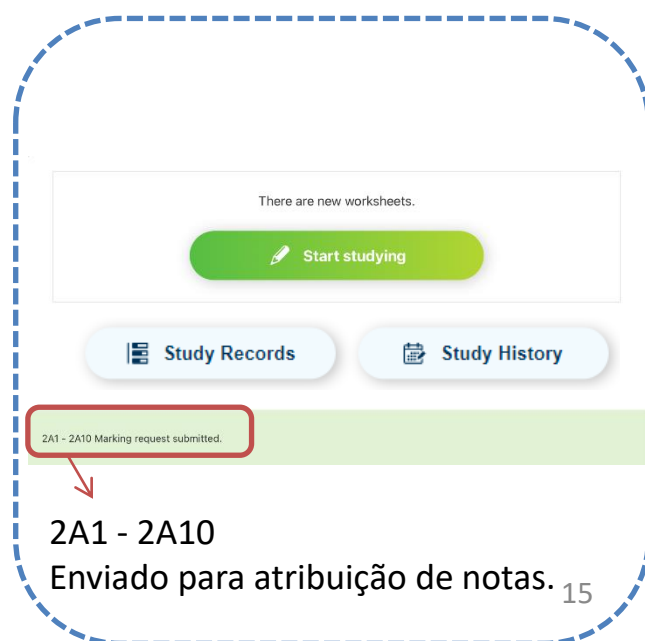 There are new worksheets.
Start studying
Study Records
Study History
2A1 - 2A10 Marking request submitted.
2A1 - 2A10
Enviado para atribuição de notas.
15